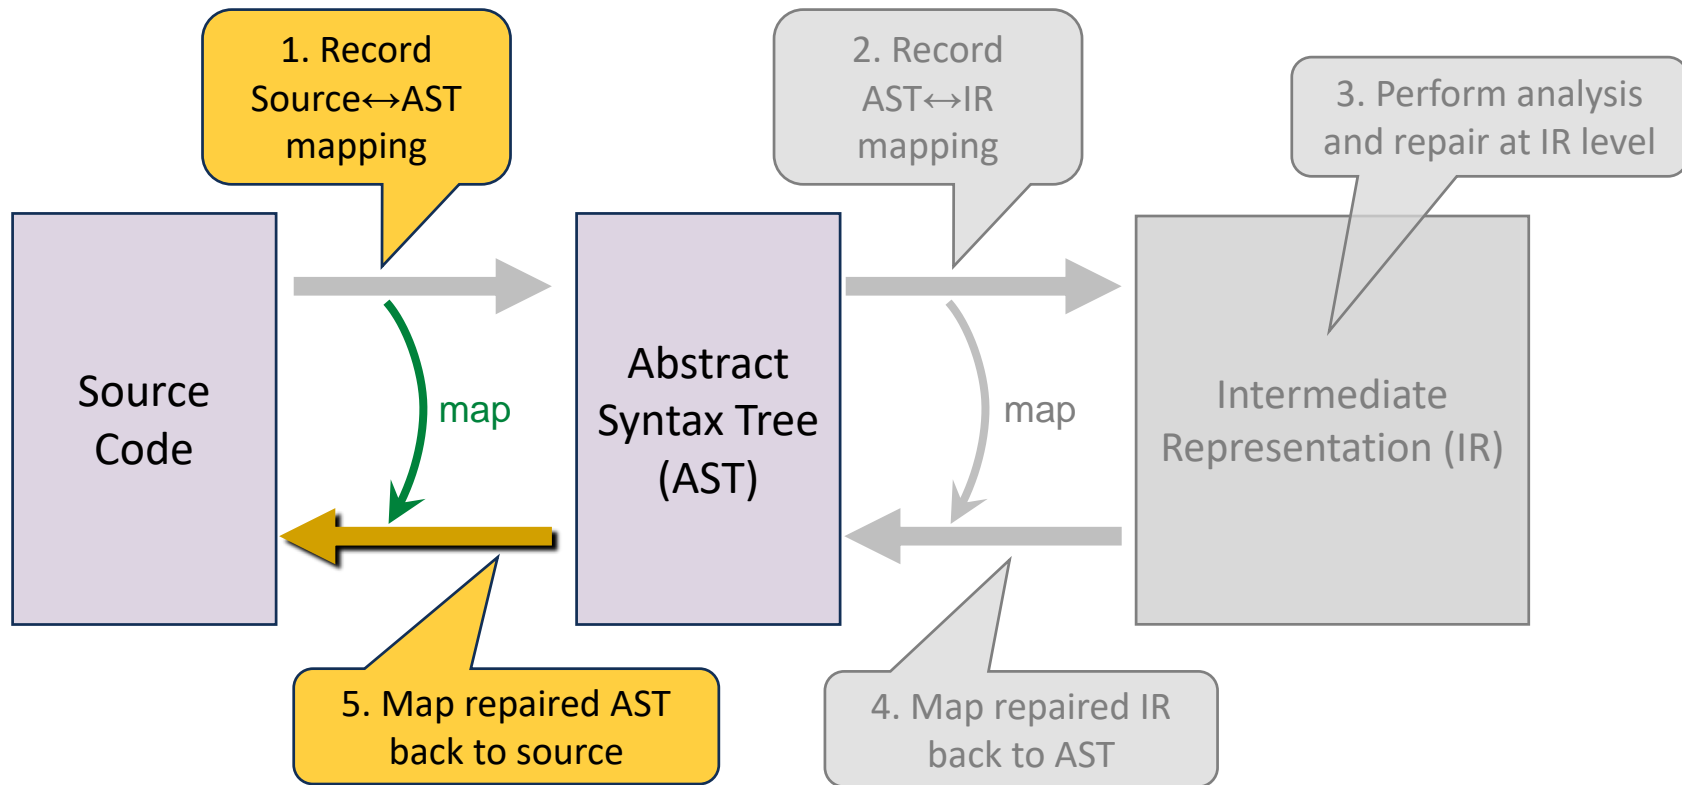 1. Record
Source↔AST
mapping
2. Record
AST↔IR
mapping
3. Perform analysis
and repair at IR level
Source
Code
map
Abstract
Syntax Tree
(AST)
map
Intermediate
Representation (IR)
5. Map repaired AST
back to source
4. Map repaired IR
back to AST